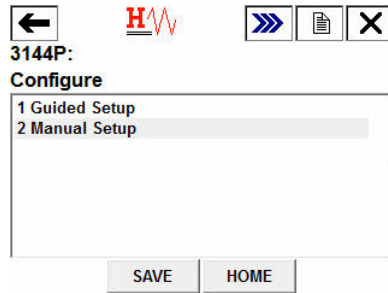 H
3144P:
Configure
1 Guided Setup
2 Manual Setup
SAVE HOME